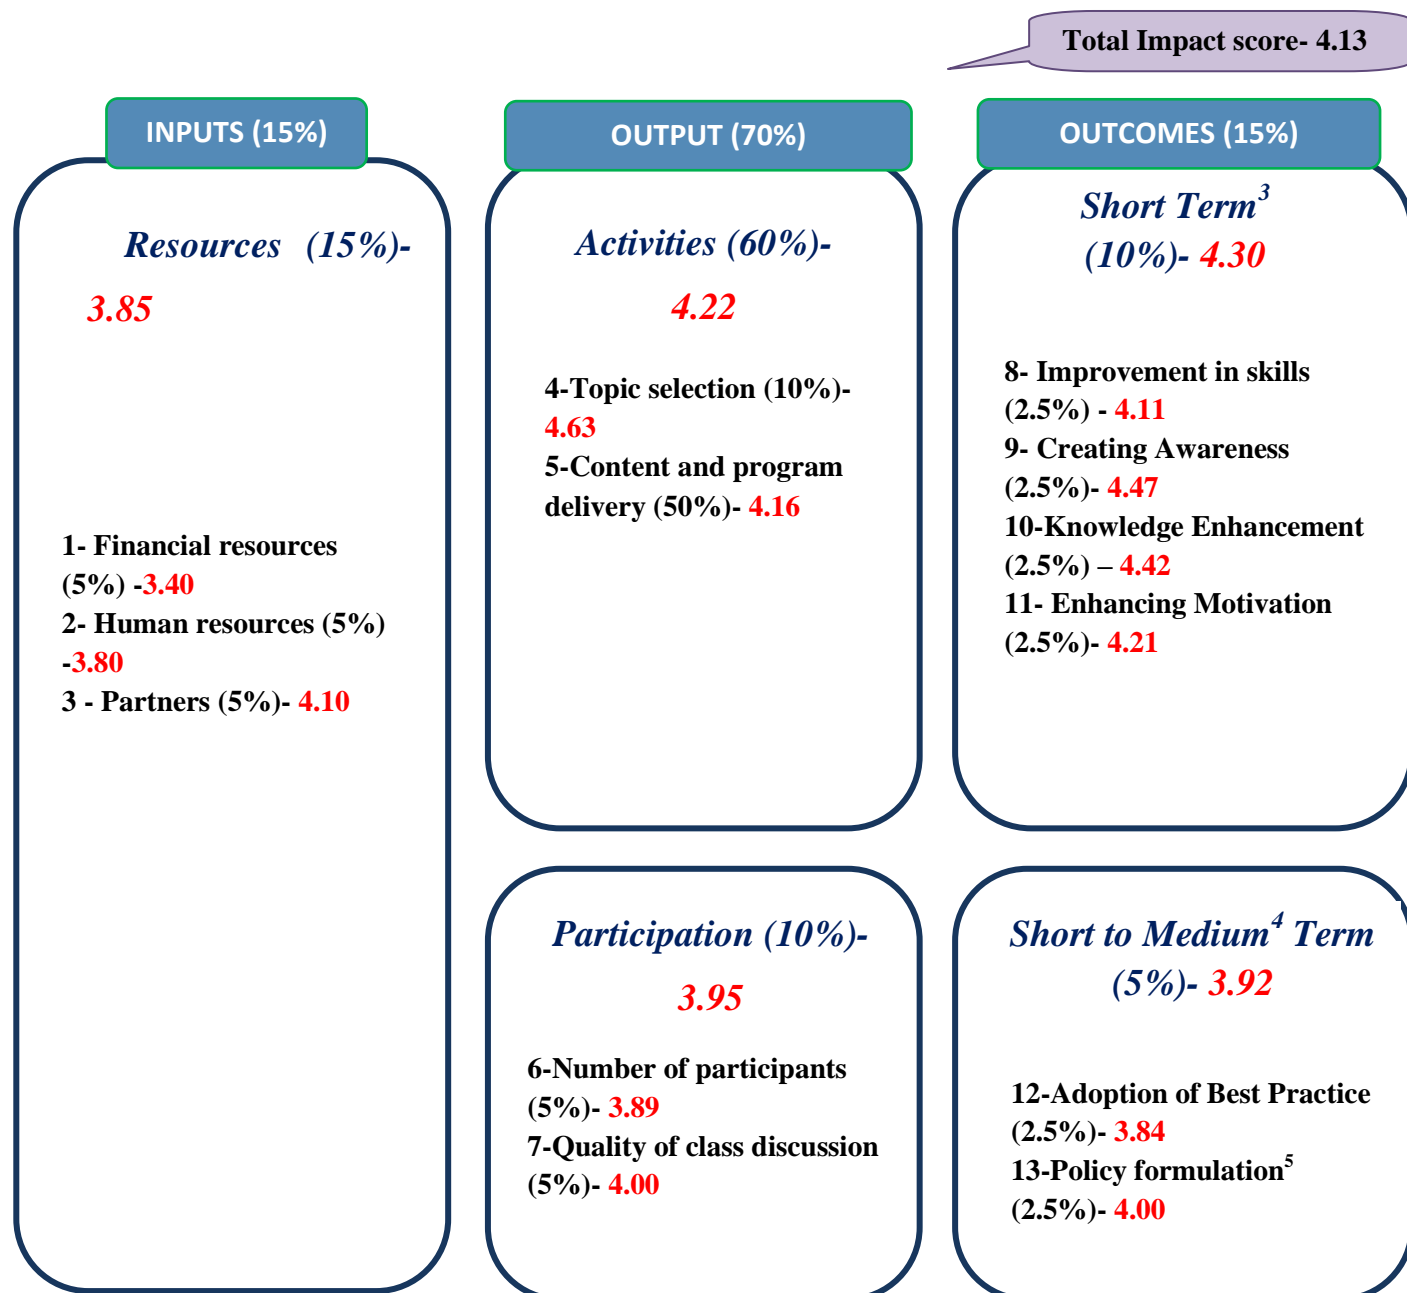 Total Impact score- 4.13
INPUTS (15%)
Resources (15%)-
3.85
1- Financial resources
(5%) -3.40
2- Human resources (5%)
-3.80
3 - Partners (5%)- 4.10
OUTPUT (70%)
Activities (60%)-
4.22
4-Topic selection (10%)-
4.63
5-Content and program
delivery (50%)- 4.16
Participation (10%)-
3.95
6-Number of participants
(5%)- 3.89
7-Quality of class discussion
(5%)- 4.00
OUTCOMES (15%)
Short Term³
(10%)- 4.30
8- Improvement in skills
(2.5%) - 4.11
9- Creating Awareness
(2.5%)- 4.47
10-Knowledge Enhancement
(2.5%) – 4.42
11- Enhancing Motivation
(2.5%)- 4.21
Short to Medium⁴ Term
(5%)- 3.92
12-Adoption of Best Practice
(2.5%)- 3.84
13-Policy formulation⁵
(2.5%)- 4.00